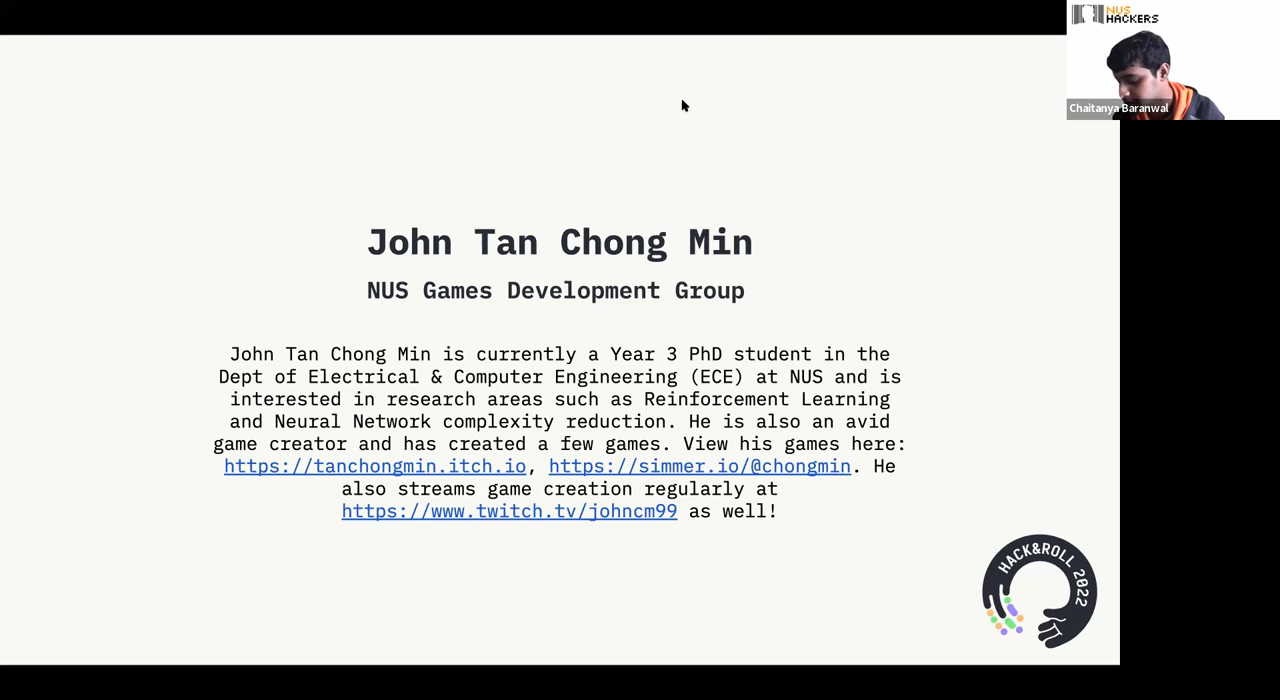 NUS
HACKERS
Chaitanya Baranwal
John Tan Chong Min
NUS Games Development Group
John Tan Chong Min is currently a Year 3 PhD student in the
Dept of Electrical & Computer Engineering (ECE) at NUS and is
interested in research areas such as Reinforcement Learning
and Neural Network complexity reduction. He is also an avid
game creator and has created a few games. View his games here:
https://tanchongmin.itch.io, https://simmer.io/@chongmin. He
also streams game creation regularly at
https://www.twitch.tv/johncm99 as well!
HACK&ROLL 2022